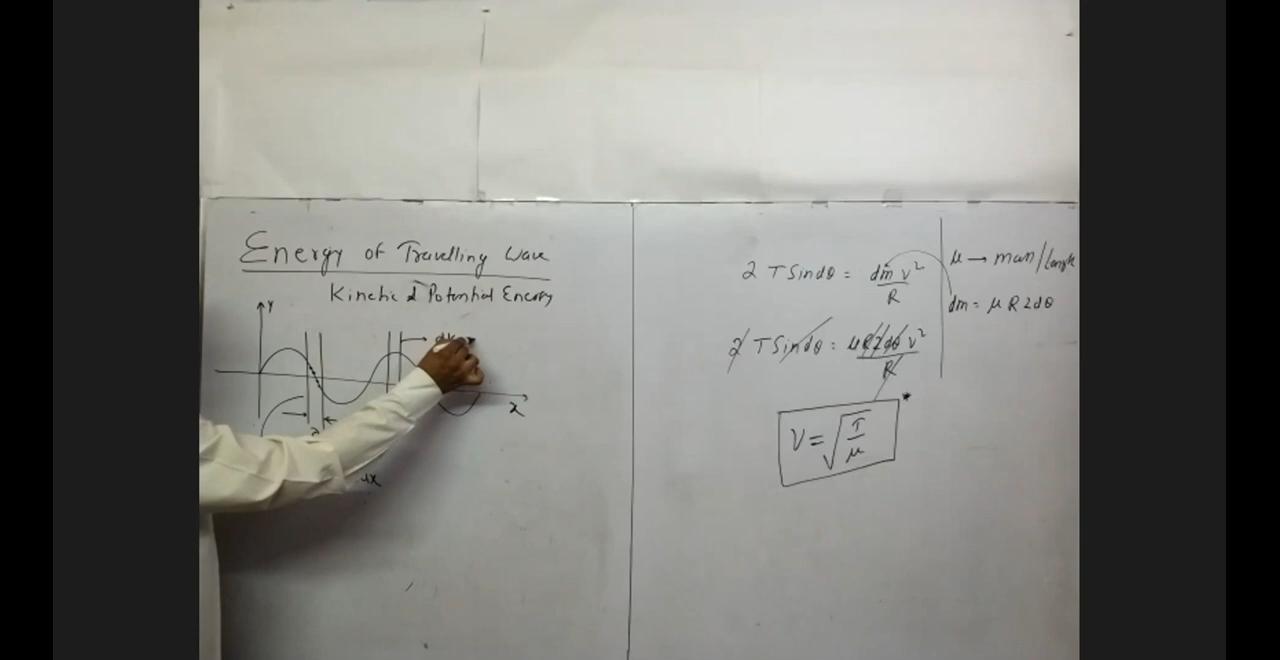 Energy of Travelling Wave
Kinetic & Potential Energy
Y
X
2 T Sindθ = dm v²
R
2 T Sindθ = μR2dθ v²
R
V = √T/μ
μ → mass/Length
dm = μ R 2dθ